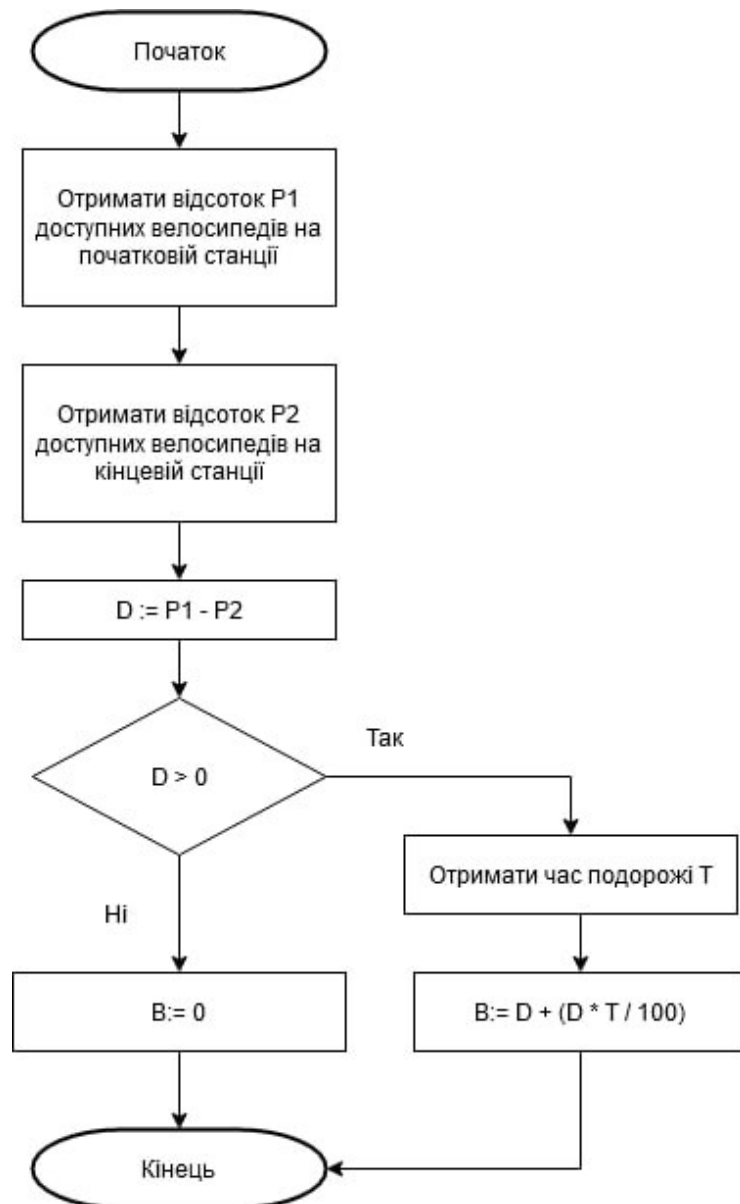 Початок
Отримати відсоток P1
доступних велосипедів на
початковій станції
Отримати відсоток P2
доступних велосипедів на
кінцевій станції
D := P1 - P2
D > 0
Так
Ні
Отримати час подорожі T
B:= 0
B:= D + (D * T / 100)
Кінець